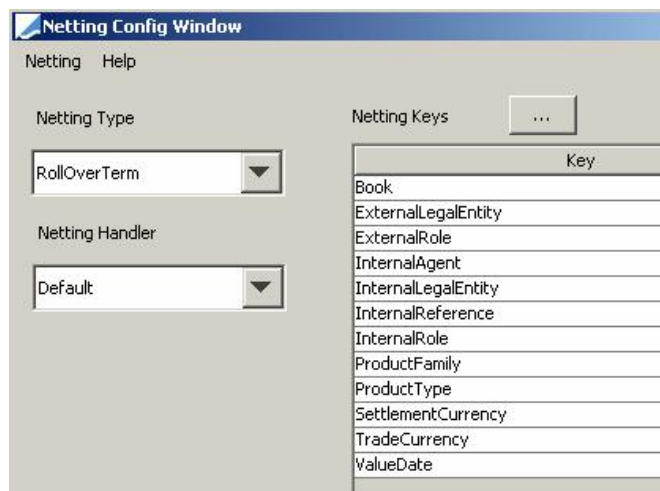 Netting Config Window
Netting Help
Netting Type
RollOverTerm
Netting Handler
Default
Netting Keys ...
Key
Book
ExternalLegalEntity
ExternalRole
InternalAgent
InternalLegalEntity
InternalReference
InternalRole
ProductFamily
ProductType
SettlementCurrency
TradeCurrency
ValueDate